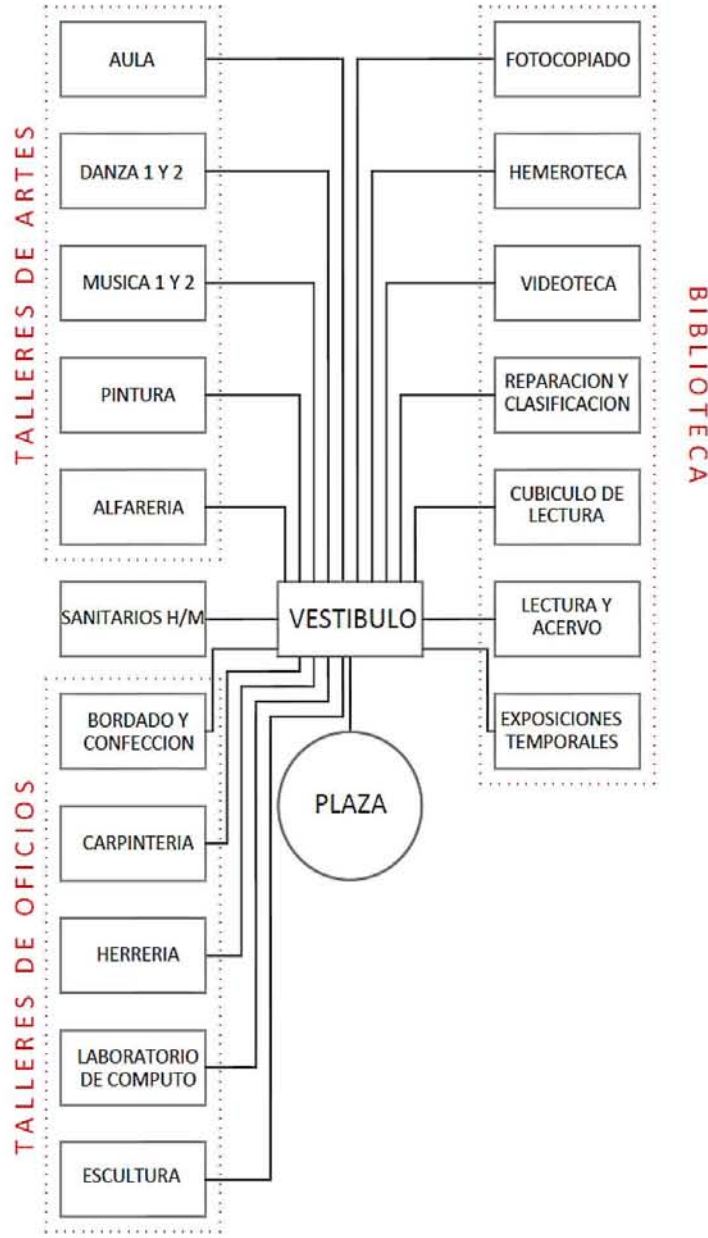 TALLERES DE ARTES
AULA
DANZA 1 Y 2
MUSICA 1 Y 2
PINTURA
ALFARERIA
SANITARIOS H/M
TALLERES DE OFICIOS
BORDADO Y
CONFECCION
CARPINTERIA
HERRERIA
LABORATORIO
DE COMPUTO
ESCULTURA
VESTIBULO
PLAZA
BIBLIOTECA
FOTOCOPIADO
HEMEROTECA
VIDEOTECA
REPARACION Y
CLASIFICACION
CUBICULO DE
LECTURA
LECTURA Y
ACERVO
EXPOSICIONES
TEMPORALES